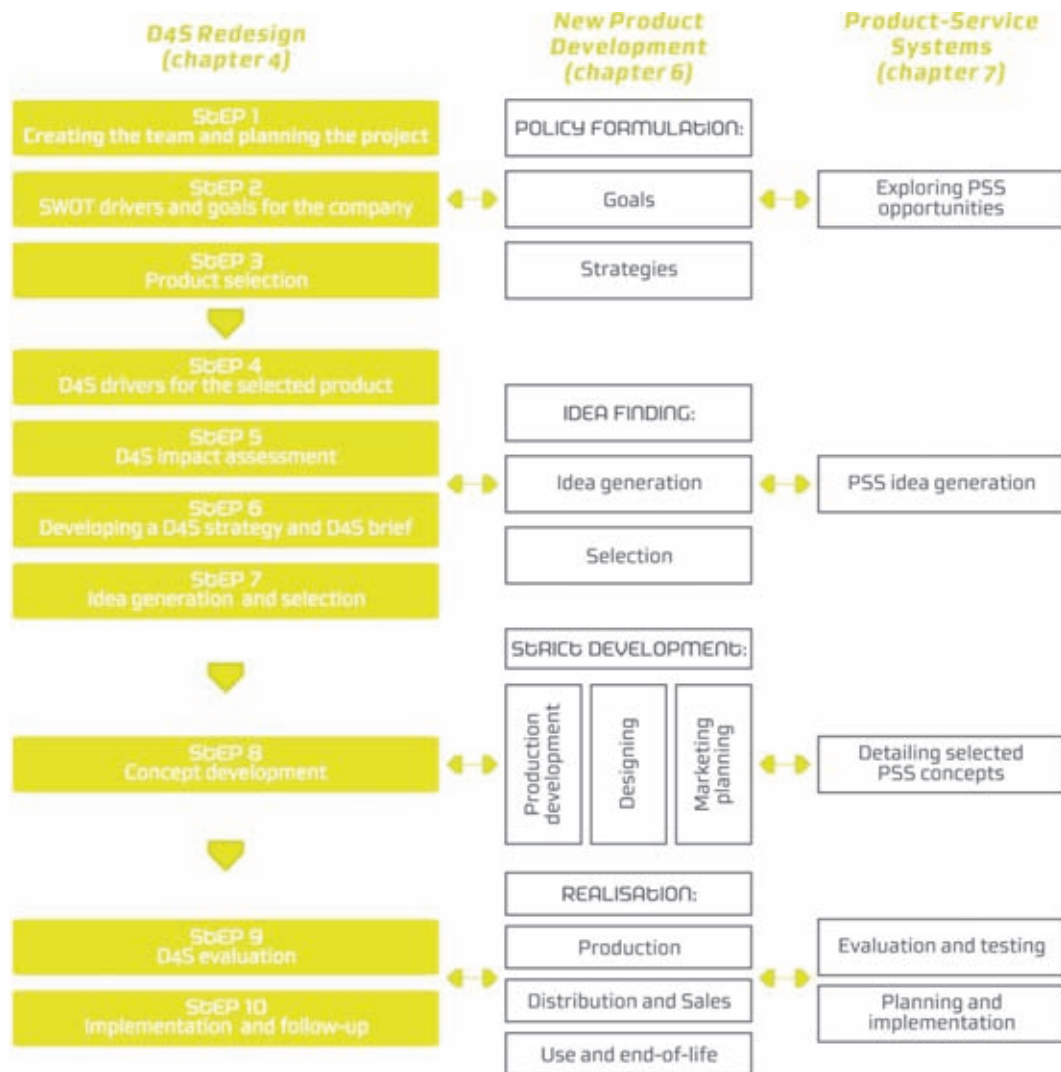 D4S Redesign
(chapter 4)
New Product
Development
(chapter 6)
Product-Service
Systems
(chapter 7)
StEP 1
Creating the team and planning the project
POLICY FORMULAtION:
StEP 2
SWOT drivers and goals for the company
Goals
Exploring PSS
opportunities
StEP 3
Product selection
Strategies
StEP 4
D4S drivers for the selected product
IDEA FINDING:
StEP 5
D4S impact assessment
Idea generation
PSS idea generation
StEP 6
Developing a D4S strategy and D4S brief
Selection
StEP 7
Idea generation and selection
StRICt DEVELOPMENt:
Production
development
Designing
Marketing
planning
StEP 8
Concept development
Detailing selected
PSS concepts
REALISAtION:
StEP 9
D4S evaluation
Production
Evaluation and testing
StEP 10
Implementation and follow-up
Distribution and Sales
Planning and
implementation
Use and end-of-life